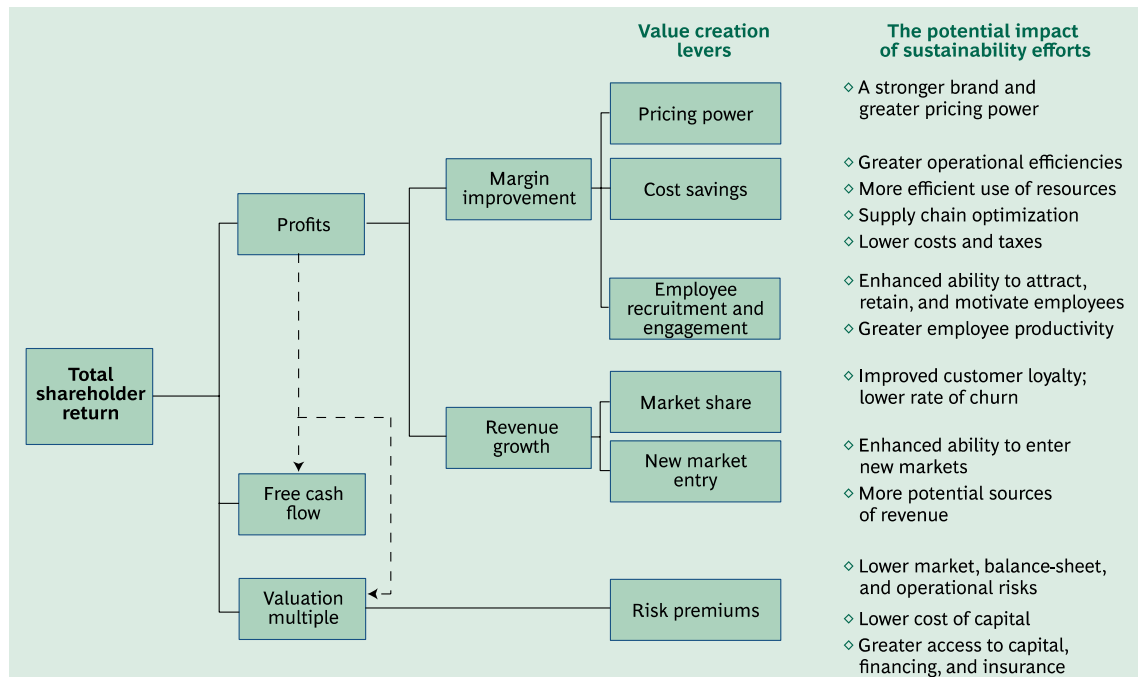 Value creation
levers
The potential impact
of sustainability efforts
Pricing power
A stronger brand and
greater pricing power
Margin
improvement
Cost savings
Greater operational efficiencies
More efficient use of resources
Supply chain optimization
Lower costs and taxes
Profits
Employee
recruitment and
engagement
Enhanced ability to attract,
retain, and motivate employees
Greater employee productivity
Total
shareholder
return
Market share
Improved customer loyalty;
lower rate of churn
Revenue
growth
New market
entry
Enhanced ability to enter
new markets
More potential sources
of revenue
Free cash
flow
Valuation
multiple
Risk premiums
Lower market, balance-sheet,
and operational risks
Lower cost of capital
Greater access to capital,
financing, and insurance